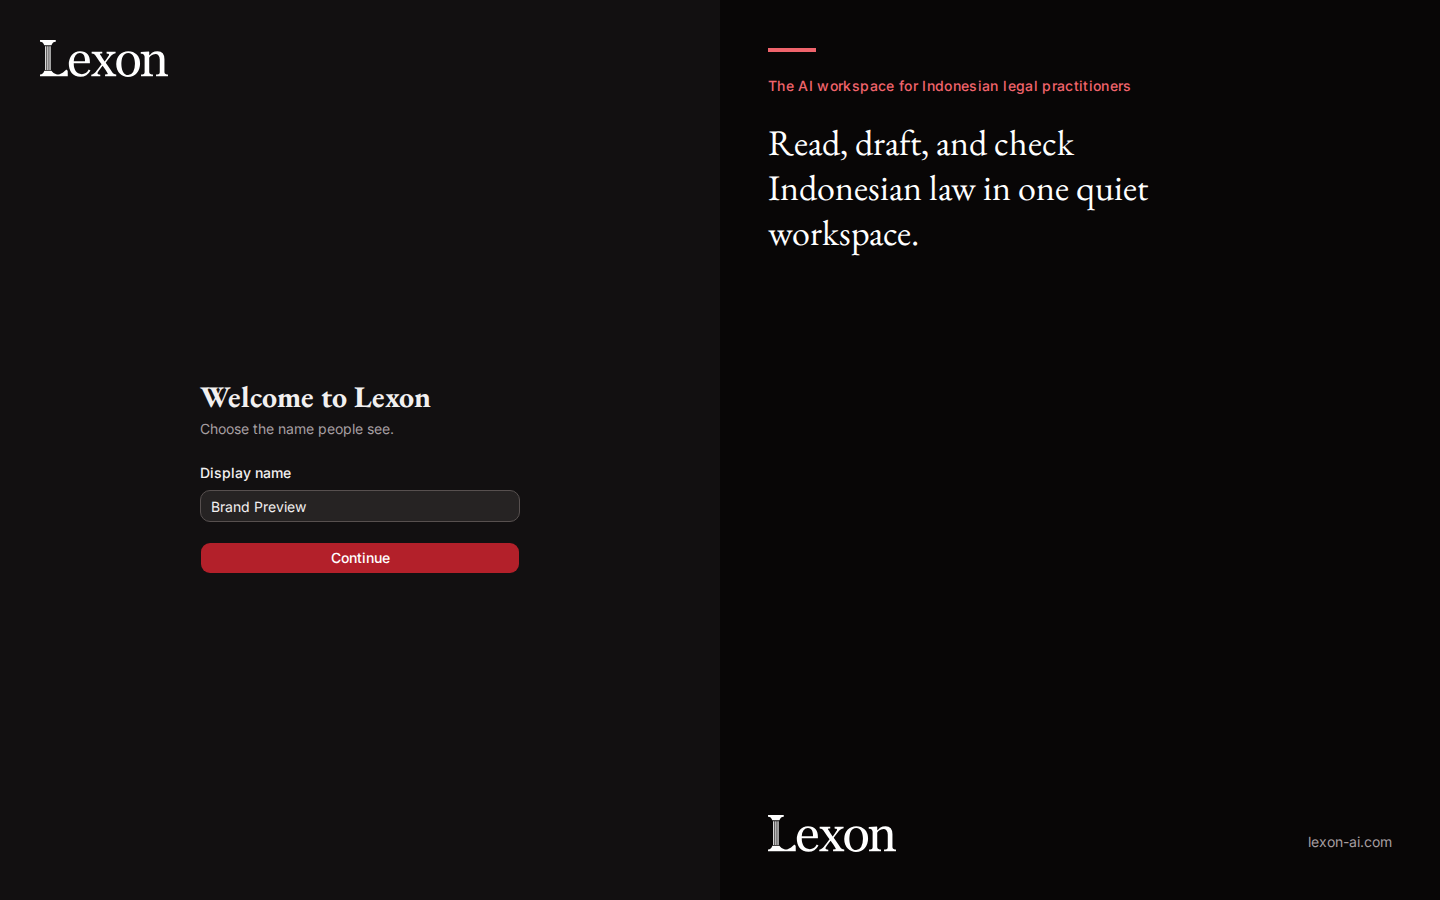 Lexon
Welcome to Lexon
Choose the name people see.
Display name
Brand Preview
Continue
The AI workspace for Indonesian legal practitioners
Read, draft, and check
Indonesian law in one quiet
workspace.
Lexon
lexon-ai.com